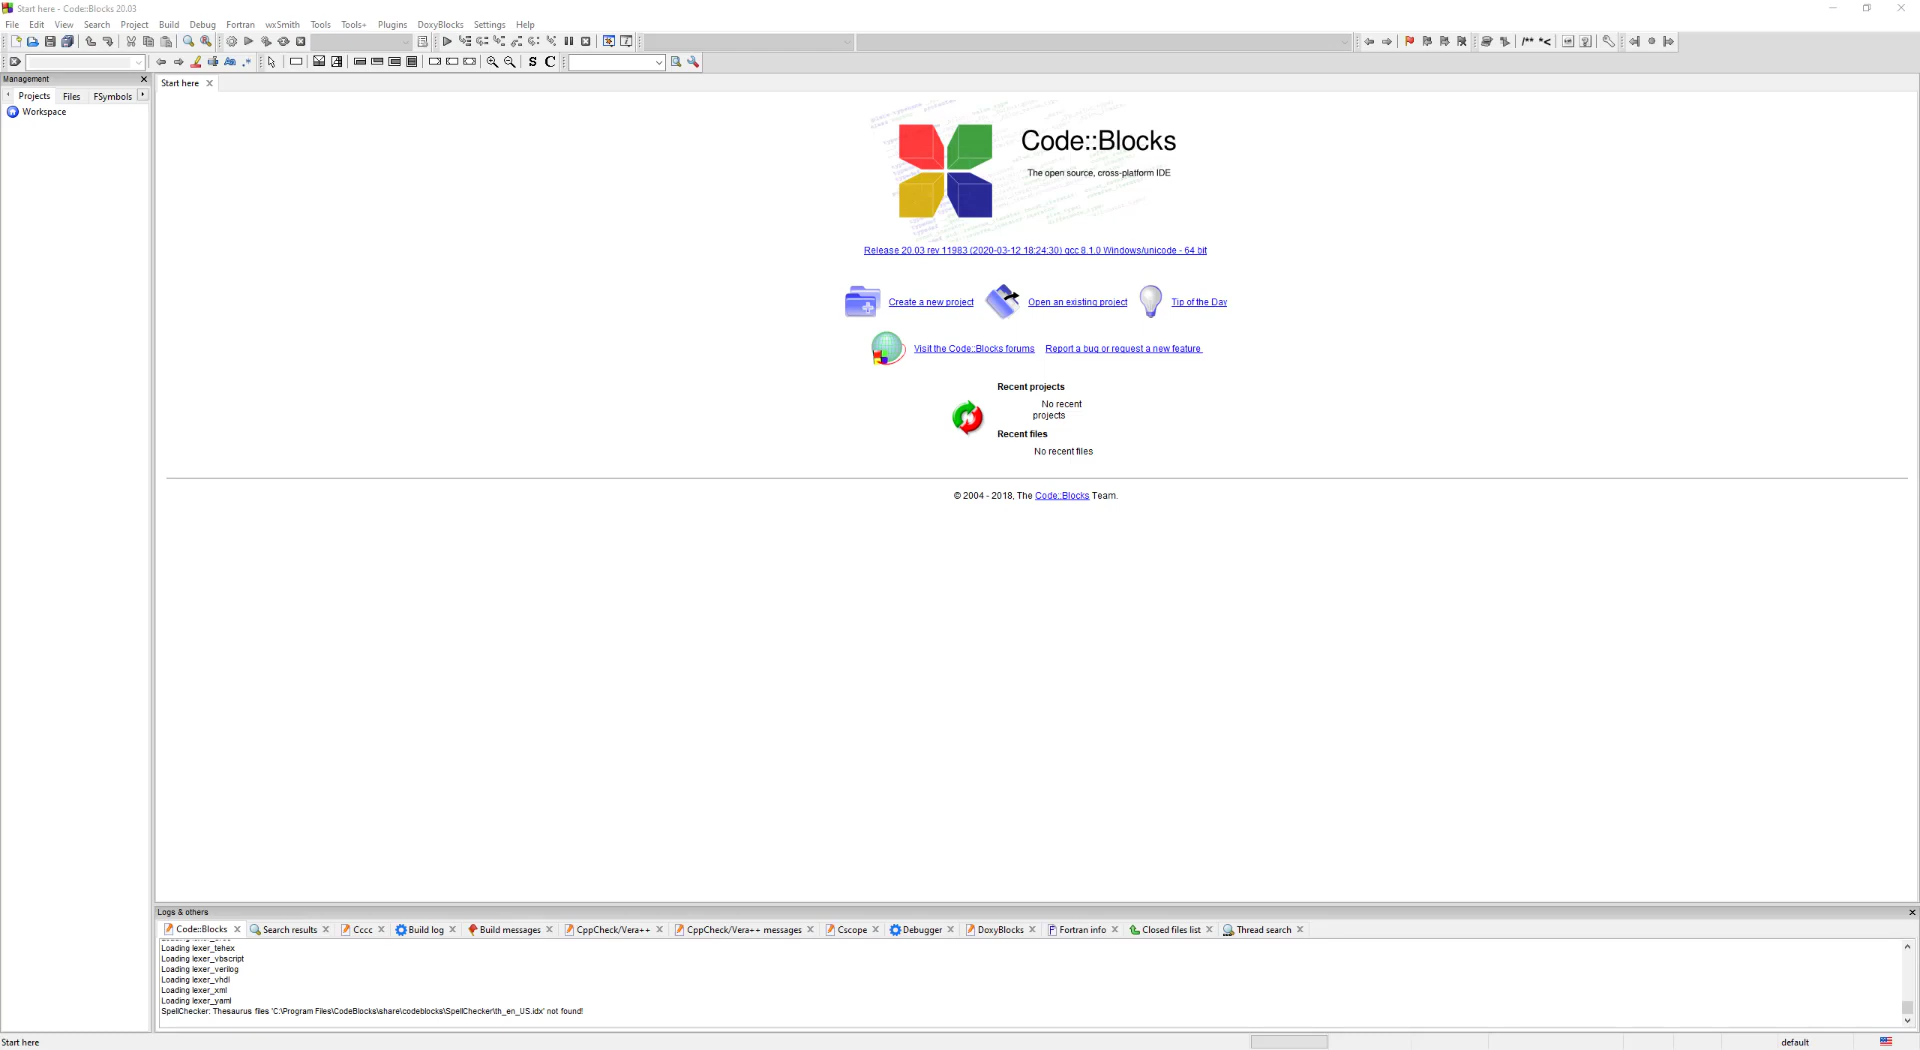 Start here - Code::Blocks 20.03
File Edit View Search Project Build Debug Fortran wxSmith Tools Tools+ Plugins DoxyBlocks Settings Help
Management
Projects Files FSymbols
Workspace
Start here
Code::Blocks
The open source, cross-platform IDE
Release 20.03 rev 11983 (2020-03-12 18:24:30) gcc 8.1.0 Windows/unicode - 64 bit
Create a new project Open an existing project Tip of the Day
Visit the Code::Blocks forums Report a bug or request a new feature
Recent projects
No recent
projects
Recent files
No recent files
© 2004 - 2018, The Code::Blocks Team.
Logs & others
Code::Blocks Search results Cccc Build log Build messages CppCheck/Vera++ CppCheck/Vera++ messages Cscope Debugger DoxyBlocks Fortran info Closed files list Thread search
Loading lexer_tehex
Loading lexer_vbscript
Loading lexer_verilog
Loading lexer_vhdl
Loading lexer_xml
Loading lexer_yaml
SpellChecker: Thesaurus files 'C:\Program Files\CodeBlocks\share\codeblocks\SpellChecker\th_en_US.idx' not found!
Start here default